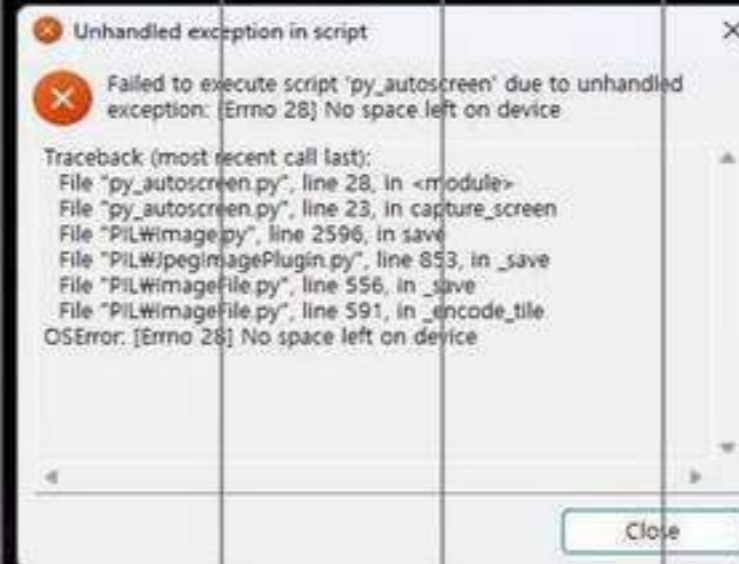 Unhandled exception in script
Failed to execute script 'py_autoscreen' due to unhandled
exception: [Errno 28] No space left on device
Traceback (most recent call last):
File "py_autoscreen.py", line 28, in <module>
File "py_autoscreen.py", line 23, in capture_screen
File "PIL₩Image.py", line 2596, in save
File "PIL₩JpegImagePlugin.py", line 853, in _save
File "PIL₩ImageFile.py", line 556, in _save
File "PIL₩ImageFile.py", line 591, in _encode_tile
OSError: [Errno 28] No space left on device
Close